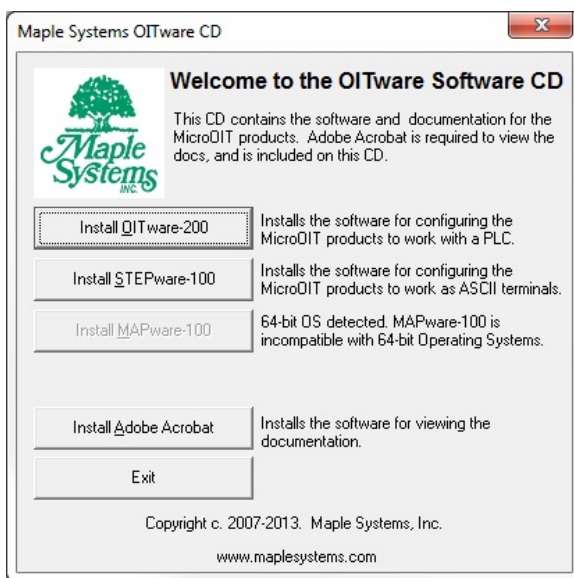 Maple Systems OITware CD
Maple
Systems
INC.
Welcome to the OITware Software CD
This CD contains the software and documentation for the
MicroOIT products. Adobe Acrobat is required to view the
docs, and is included on this CD.
Install OITware-200
Installs the software for configuring the
MicroOIT products to work with a PLC.
Install STEPware-100
Installs the software for configuring the
MicroOIT products to work as ASCII terminals.
Install MAPware-100
64-bit OS detected. MAPware-100 is
incompatible with 64-bit Operating Systems.
Install Adobe Acrobat
Installs the software for viewing the
documentation.
Exit
Copyright c. 2007-2013. Maple Systems, Inc.
www.maplesystems.com